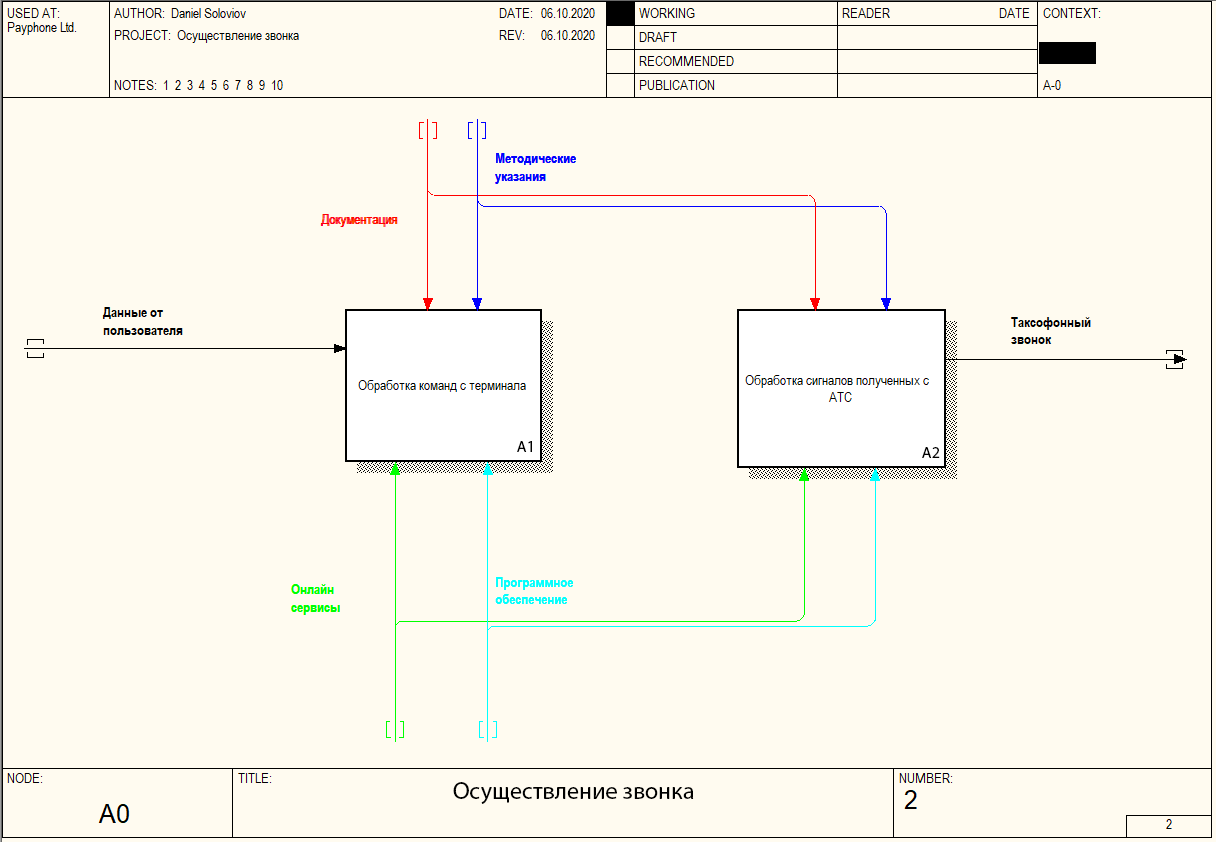 USED AT:
Payphone Ltd.
AUTHOR: Daniel Soloviov
DATE: 06.10.2020
PROJECT: Осуществление звонка
REV: 06.10.2020
NOTES: 1 2 3 4 5 6 7 8 9 10
WORKING
DRAFT
RECOMMENDED
PUBLICATION
READER DATE
CONTEXT:
A-0
Методические
указания
Документация
Данные от
пользователя
Обработка команд с терминала
A1
Обработка сигналов полученных с
АТС
A2
Таксофонный
звонок
Онлайн
сервисы
Программное
обеспечение
NODE:
A0
TITLE:
Осуществление звонка
NUMBER:
2
2